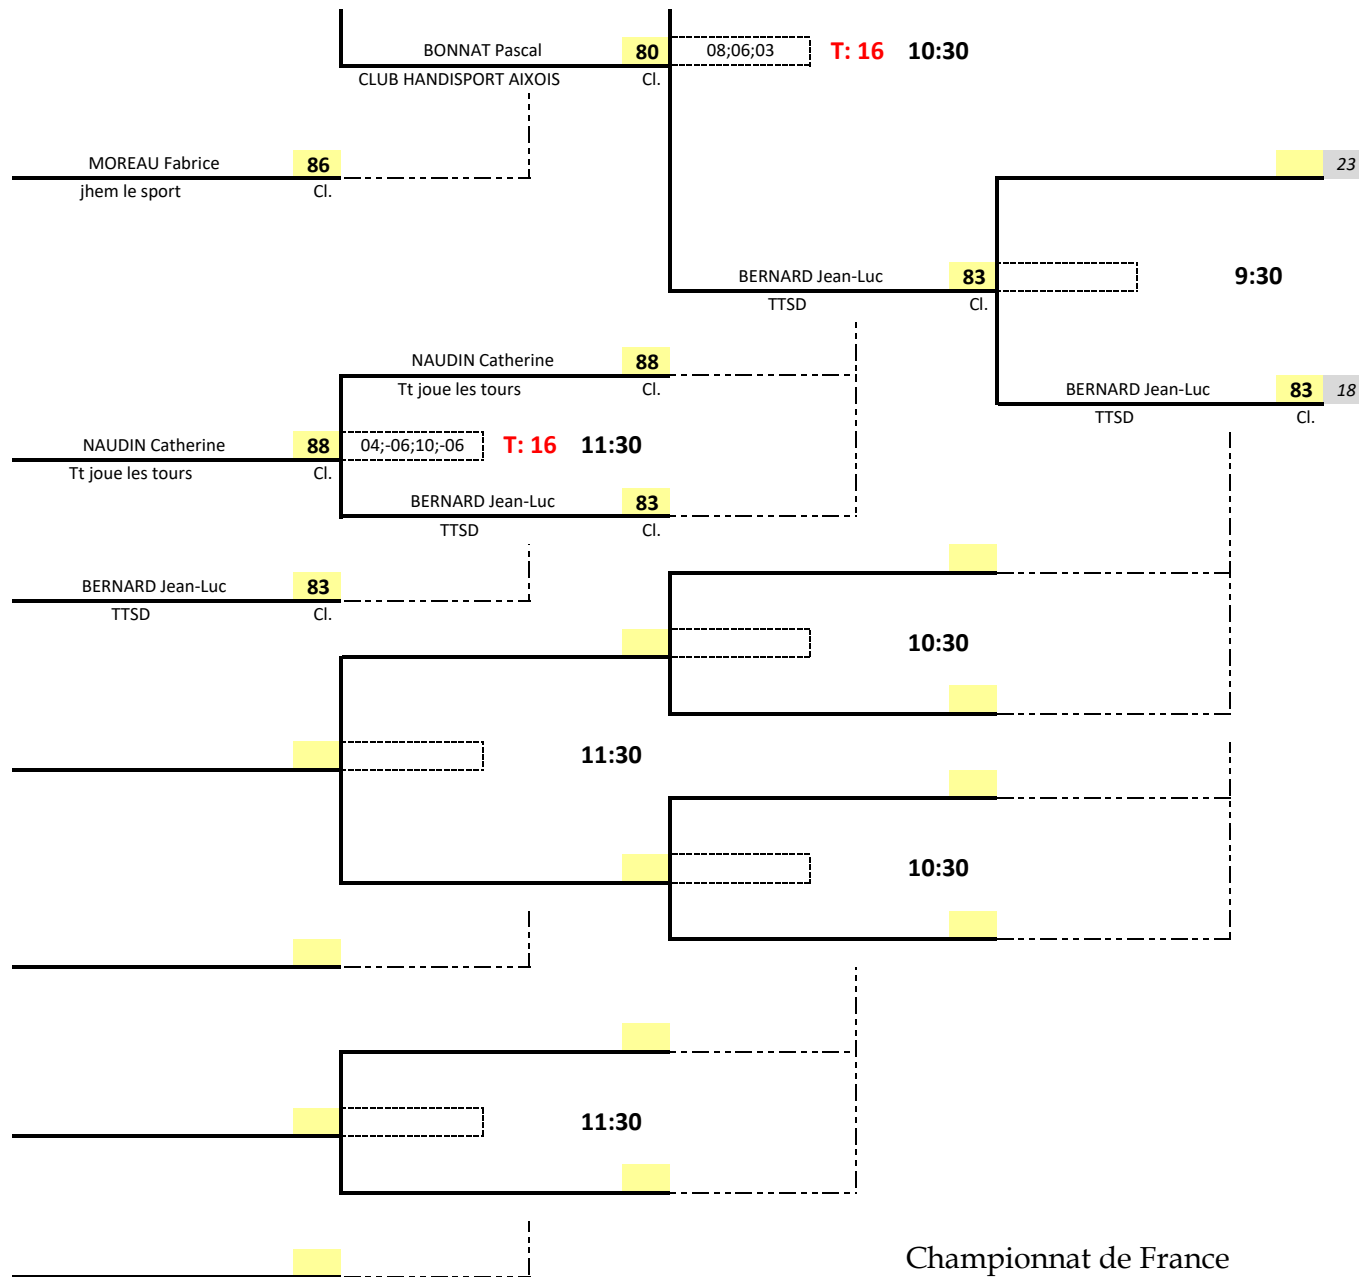 BONNAT Pascal 80 08;06;03 T: 16 10:30
CLUB HANDISPORT AIXOIS Cl.
MOREAU Fabrice 86 23
jhem le sport Cl.
BERNARD Jean-Luc 83 9:30
TTSD Cl.
NAUDIN Catherine 88
Tt joue les tours Cl.
BERNARD Jean-Luc 83 18
TTSD Cl.
NAUDIN Catherine 88 04;-06;10;-06 T: 16 11:30
Tt joue les tours Cl.
BERNARD Jean-Luc 83
TTSD Cl.
BERNARD Jean-Luc 83
TTSD Cl.
10:30
11:30
10:30
11:30
Championnat de France